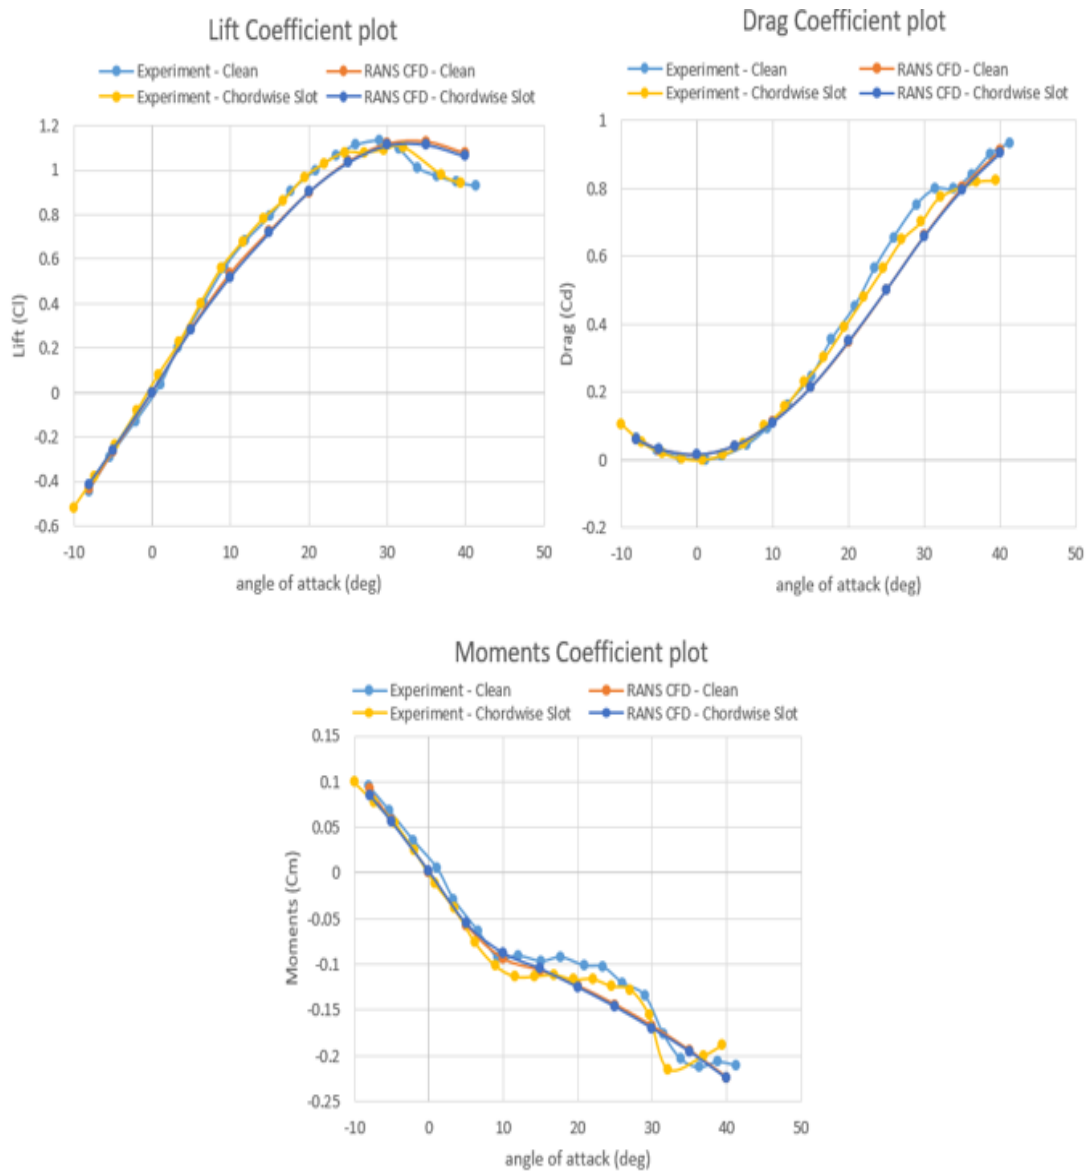 Lift Coefficient plot
Experiment - Clean
RANS CFD - Clean
Experiment - Chordwise Slot
RANS CFD - Chordwise Slot
1.2
1
0.8
0.6
0.4
0.2
0
-0.2
-0.4
-0.6
Lift (Cl)
-10 0 10 20 30 40 50
angle of attack (deg)
Drag Coefficient plot
Experiment - Clean
RANS CFD - Clean
Experiment - Chordwise Slot
RANS CFD - Chordwise Slot
1
0.8
0.6
0.4
0.2
0
-0.2
Drag (Cd)
-10 0 10 20 30 40 50
angle of attack (deg)
Moments Coefficient plot
Experiment - Clean
RANS CFD - Clean
Experiment - Chordwise Slot
RANS CFD - Chordwise Slot
0.15
0.1
0.05
0
-0.05
-0.1
-0.15
-0.2
-0.25
Moments (Cm)
-10 0 10 20 30 40 50
angle of attack (deg)